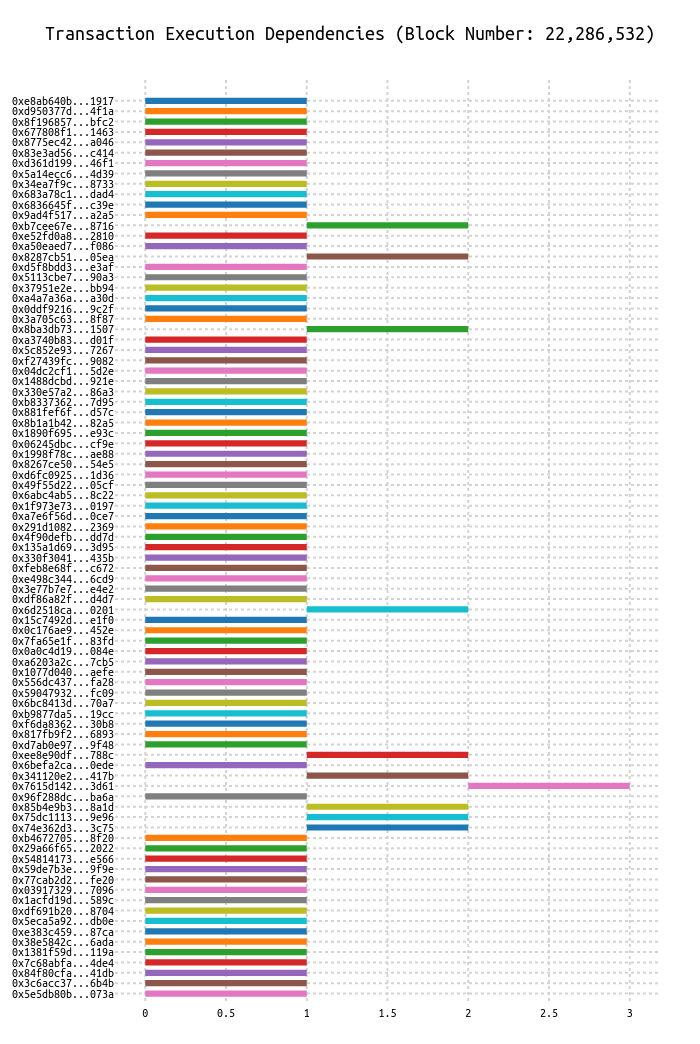 Transaction Execution Dependencies (Block Number: 22,286,532)
0xe8ab640b...1917
0xd950377d...4f1a
0x8f196857...bfc2
0x677808f1...1463
0x8775ec42...a046
0x83e3ad56...c414
0xd361d199...46f1
0x5a14ecc6...4d39
0x34ea7f9c...8733
0x683a78c1...dad4
0x6836645f...c39e
0x9ad4f517...a2a5
0xb7cee67e...8716
0xe52fd0a8...2810
0xa50eaed7...f086
0x8287cb51...05ea
0xd5f8bdd3...e3af
0x5113cbe7...90a3
0x37951e2e...bb94
0xa4a7a36a...a30d
0x0ddf9216...9c2f
0x3a705c63...8f87
0x8ba3db73...1507
0xa3740b83...d01f
0x5c852e93...7267
0xf27439fc...9082
0x04dc2cf1...5d2e
0x1488dcbd...921e
0x330e57a2...86a3
0xb8337362...7d95
0x881fef6f...d57c
0x8b1a1b42...82a5
0x1890f695...e93c
0x06245dbc...cf9e
0x1998f78c...ae88
0x8267ce50...54e5
0xd6fc0925...1d36
0x49f55d22...05cf
0x6abc4ab5...8c22
0x1f973e73...0197
0xa7e6f56d...0ce7
0x291d1082...2369
0x4f90defb...dd7d
0x135a1d69...3d95
0x330f3041...435b
0xfeb8e68f...c672
0xe498c344...6cd9
0x3e77b7e7...e4e2
0xdf86a82f...d4d7
0x6d2518ca...0201
0x15c7492d...e1f0
0x0c176ae9...452e
0x7fa65e1f...83fd
0x0a0c4d19...084e
0xa6203a2c...7cb5
0x1077d040...aefe
0x556dc437...fa28
0x59047932...fc09
0x6bc8413d...70a7
0xb9877da5...19cc
0xf6da8362...30b8
0x817fb9f2...6893
0xd7ab0e97...9f48
0xee8e90df...788c
0x6befa2ca...0ede
0x341120e2...417b
0x7615d142...3d61
0x96f288dc...ba6a
0x85b4e9b3...8a1d
0x75dc1113...9e96
0x74e362d3...3c75
0xb4672705...8f20
0x29a66f65...2022
0x54814173...e566
0x59de7b3e...9f9e
0x77cab2d2...fe20
0x03917329...7096
0x1acfd19d...589c
0xdf691b20...8704
0x5eca5a92...db0e
0xe383c459...87ca
0x38e5842c...6ada
0x1381f59d...119a
0x7c68abfa...4de4
0x84f80cfa...41db
0x3c6acc37...6b4b
0x5e5db80b...073a
0 0.5 1 1.5 2 2.5 3